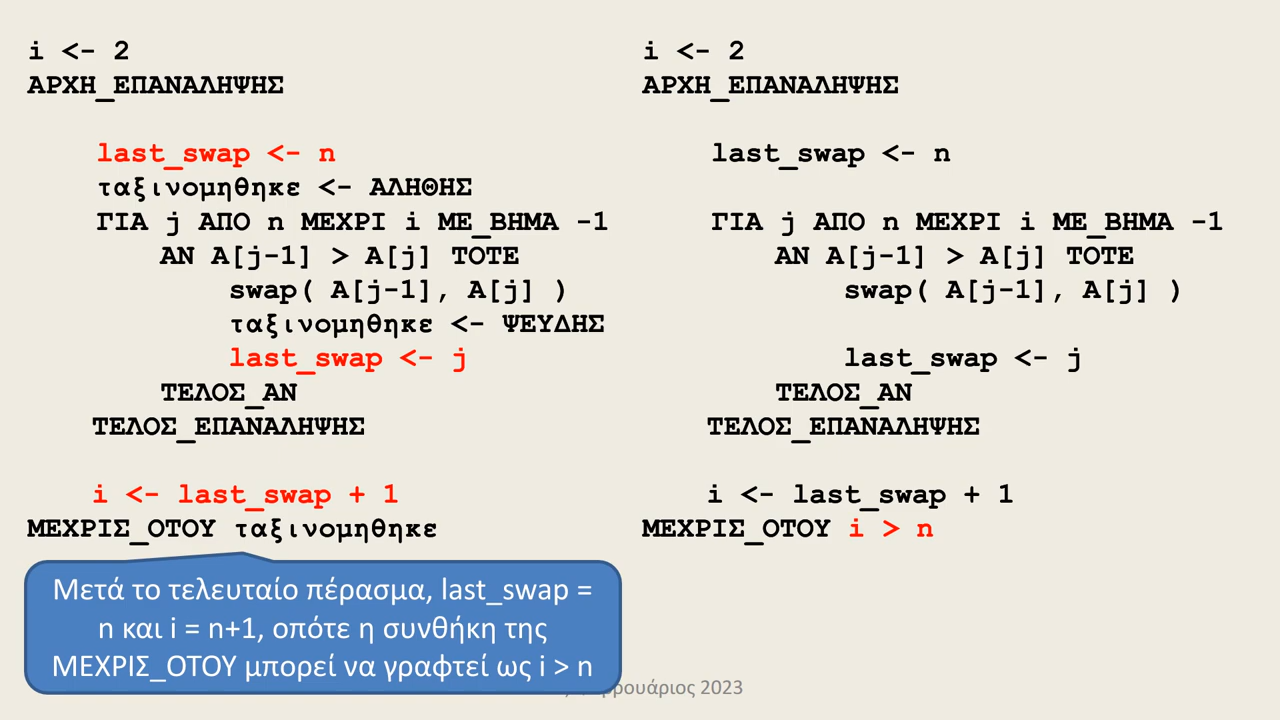 i <- 2
ΑΡΧΗ_ΕΠΑΝΑΛΗΨΗΣ
last_swap <- n
ταξινομηθηκε <- ΑΛΗΘΗΣ
ΓΙΑ j ΑΠΟ n ΜΕΧΡΙ i ΜΕ_ΒΗΜΑ -1
ΑΝ A[j-1] > A[j] ΤΟΤΕ
swap( A[j-1], A[j] )
ταξινομηθηκε <- ΨΕΥΔΗΣ
last_swap <- j
ΤΕΛΟΣ_ΑΝ
ΤΕΛΟΣ_ΕΠΑΝΑΛΗΨΗΣ
i <- last_swap + 1
ΜΕΧΡΙΣ_ΟΤΟΥ ταξινομηθηκε
Μετά το τελευταίο πέρασμα, last_swap =
n και i = n+1, οπότε η συνθήκη της
ΜΕΧΡΙΣ_ΟΤΟΥ μπορεί να γραφτεί ως i > n
i <- 2
ΑΡΧΗ_ΕΠΑΝΑΛΗΨΗΣ
last_swap <- n
ΓΙΑ j ΑΠΟ n ΜΕΧΡΙ i ΜΕ_ΒΗΜΑ -1
ΑΝ A[j-1] > A[j] ΤΟΤΕ
swap( A[j-1], A[j] )
last_swap <- j
ΤΕΛΟΣ_ΑΝ
ΤΕΛΟΣ_ΕΠΑΝΑΛΗΨΗΣ
i <- last_swap + 1
ΜΕΧΡΙΣ_ΟΤΟΥ i > n
2023